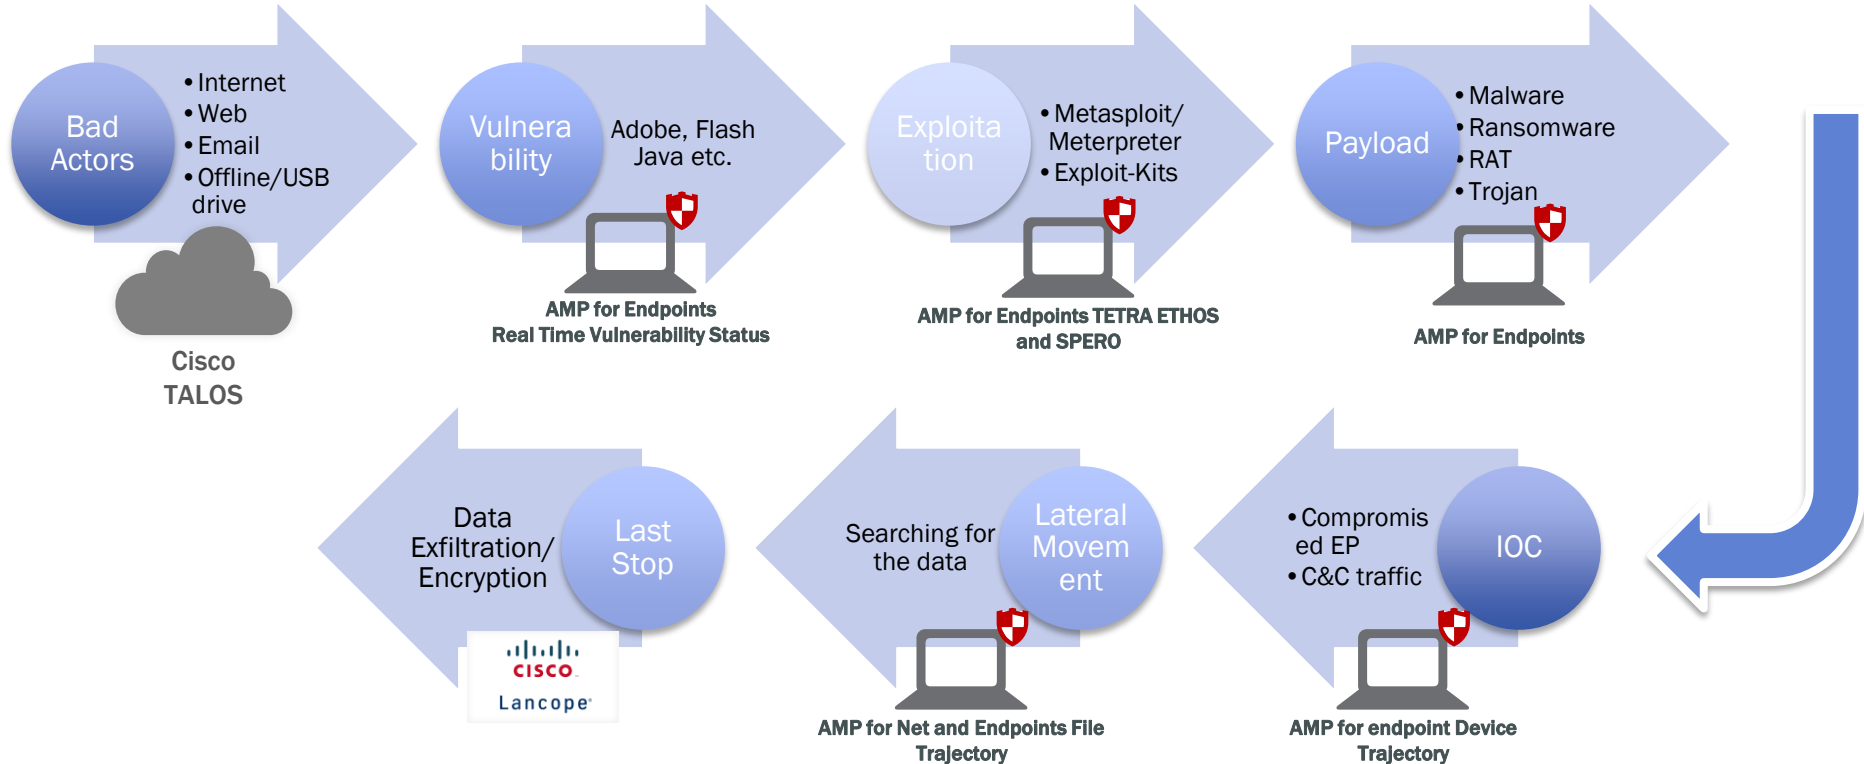 Bad
Actors
• Internet
• Web
• Email
• Offline/USB
drive
Cisco
TALOS
Vulnera
bility
Adobe, Flash
Java etc.
AMP for Endpoints
Real Time Vulnerability Status
Exploita
tion
• Metasploit/
Meterpreter
• Exploit-Kits
AMP for Endpoints TETRA ETHOS
and SPERO
Payload
• Malware
• Ransomware
• RAT
• Trojan
AMP for Endpoints
IOC
• Compromis
ed EP
• C&C traffic
AMP for endpoint Device
Trajectory
Lateral
Movem
ent
Searching for
the data
AMP for Net and Endpoints File
Trajectory
Last
Stop
Data
Exfiltration/
Encryption
CISCO
Lancope